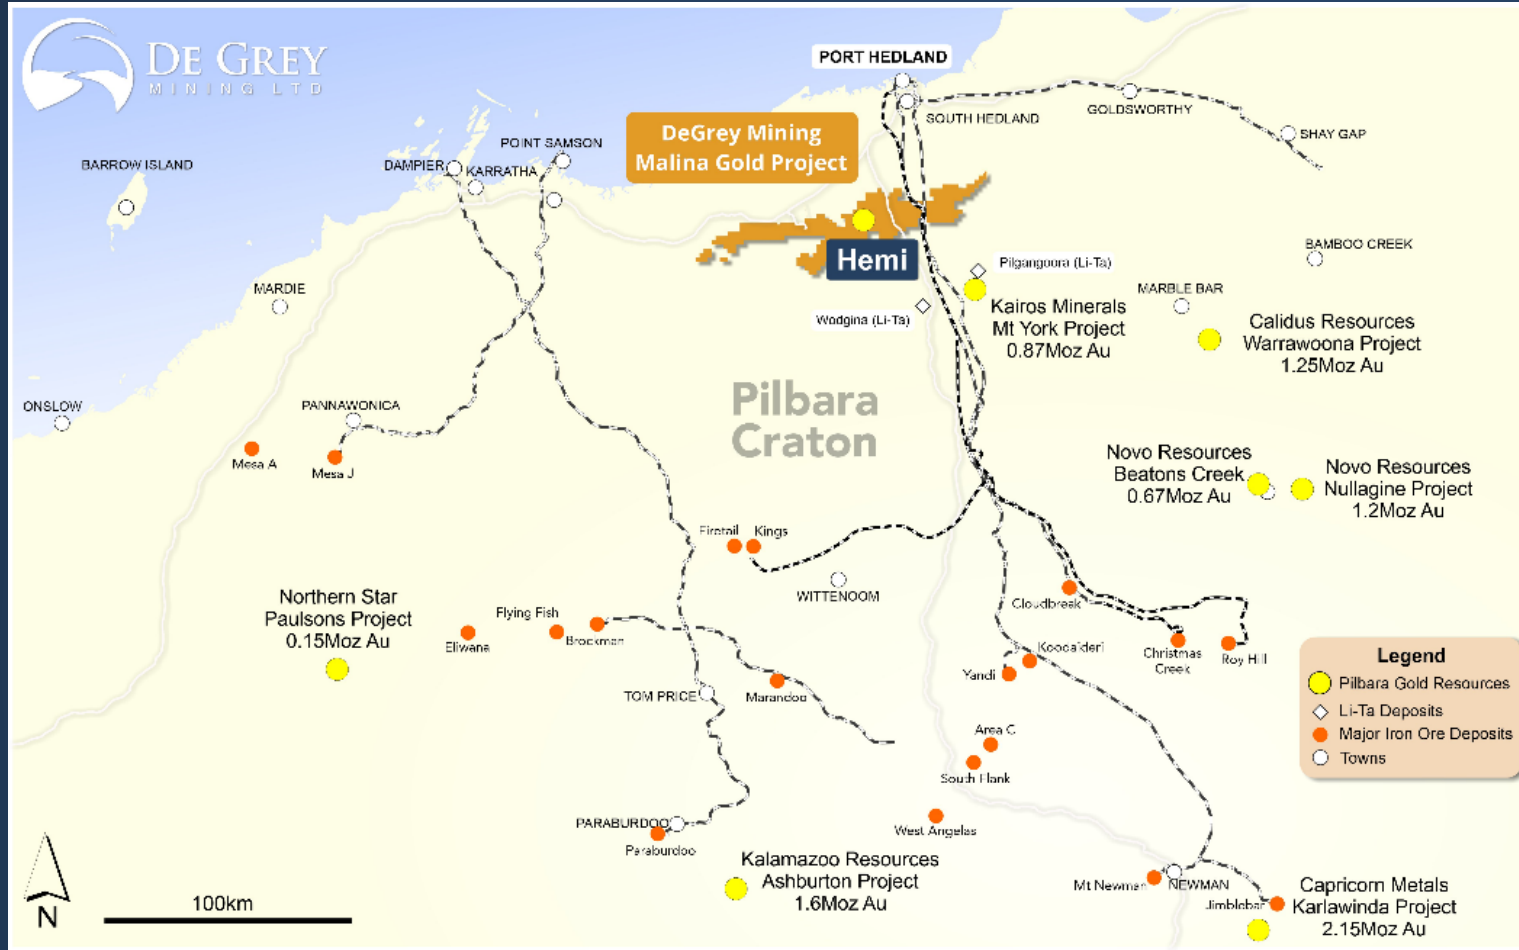 DE GREY
MINING LTD
PORT HEDLAND
SOUTH HEDLAND
GOLDSWORTHY
SHAY GAP
DeGrey Mining
Malina Gold Project
POINT SAMSON
DAMPIER
KARRATHA
BARROW ISLAND
Hemi
BAMBOO CREEK
Pilgangoora (Li-Ta)
MARDIE
MARBLE BAR
Wodgina (Li-Ta)
Kairos Minerals
Mt York Project
0.87Moz Au
Calidus Resources
Warrawoona Project
1.25Moz Au
Pilbara
Craton
ONSLOW
PANNAWONICA
Mesa A
Mesa J
Novo Resources
Beatons Creek
0.67Moz Au
Novo Resources
Nullagine Project
1.2Moz Au
Firetail
Kings
WITTENOOM
Cloudbreak
Northern Star
Paulsons Project
0.15Moz Au
Flying Fish
Eliwana
Brockman
Koodaideri
Yandi
Christmas
Creek
Roy Hill
TOM PRICE
Marandoo
Area C
South Flank
Legend
Pilbara Gold Resources
Li-Ta Deposits
Major Iron Ore Deposits
Towns
PARABURDOO
Paraburdoo
West Angelas
Kalamazoo Resources
Ashburton Project
1.6Moz Au
Mt Newman
NEWMAN
Jimblebar
Capricorn Metals
Karlawinda Project
2.15Moz Au
N
100km